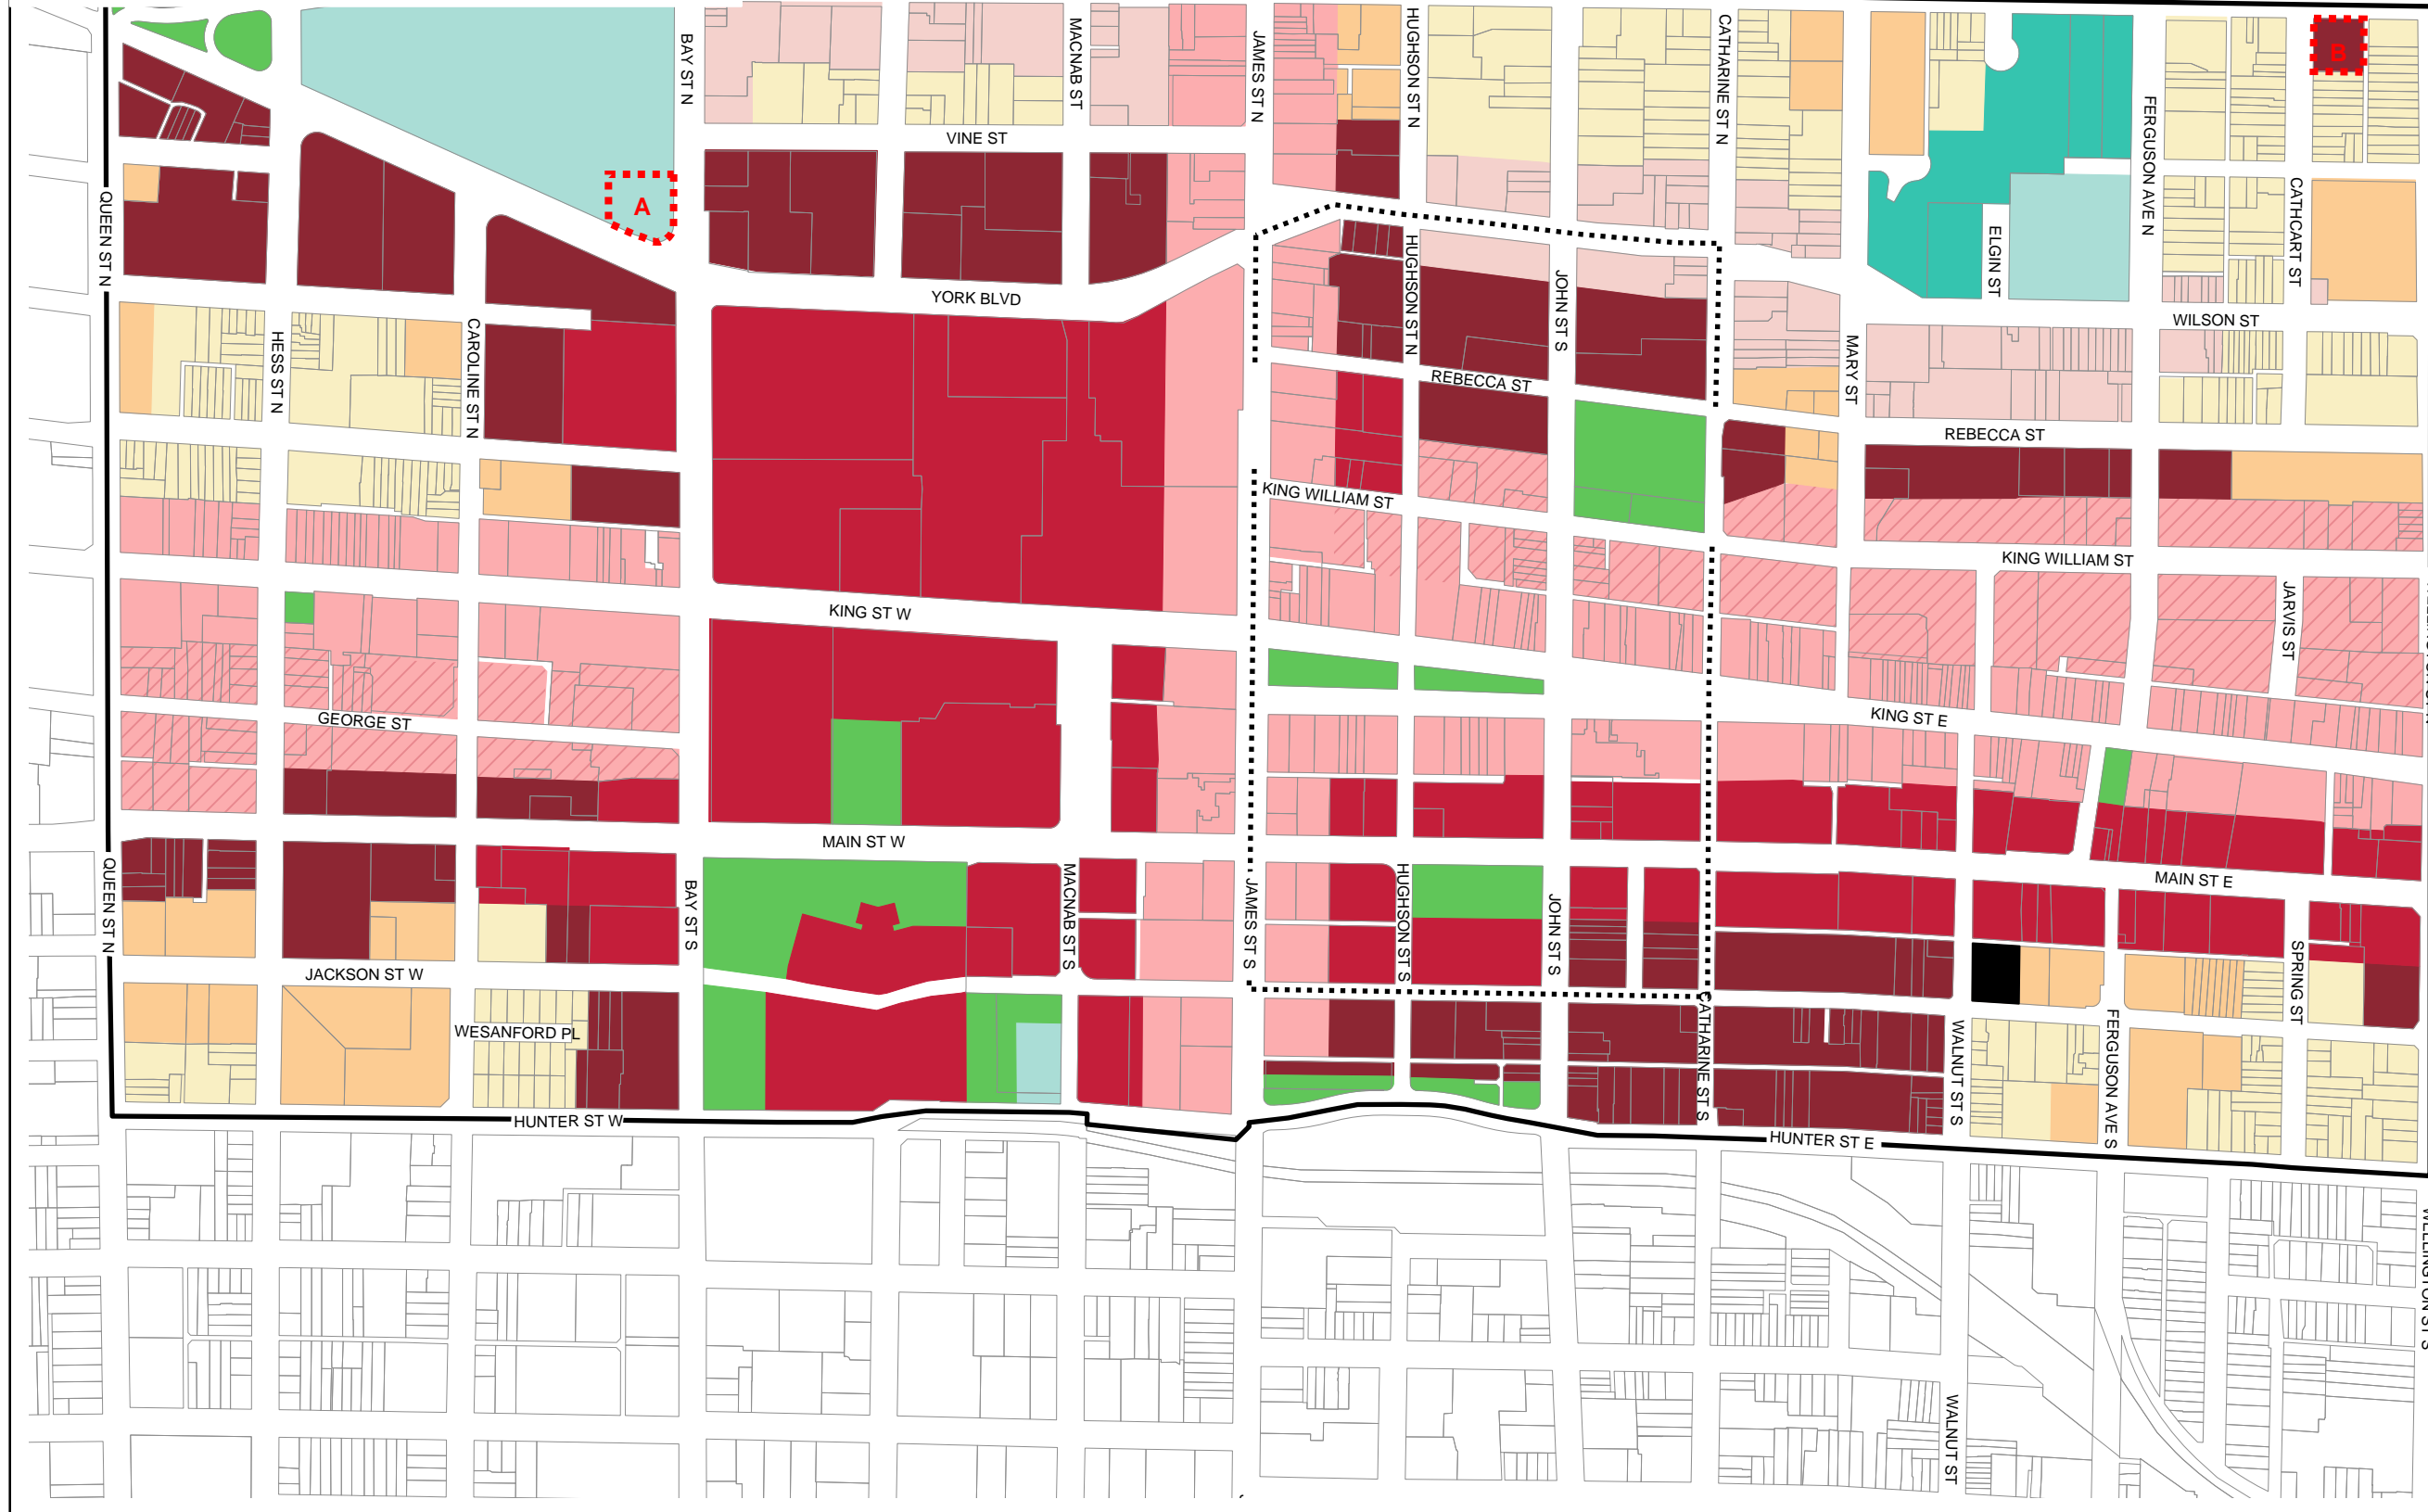 BAY ST N
MACNAB ST
JAMES ST N
HUGHSON ST N
CATHARINE ST N
B
VINE ST
FERGUSON AVE N
QUEEN ST N
A
CATHCART ST
ELGIN ST
HUGHSON ST N
JOHN ST S
YORK BLVD
WILSON ST
HESS ST N
CAROLINE ST N
MARY ST
REBECCA ST
REBECCA ST
KING WILLIAM ST
KING WILLIAM ST
JARVIS ST
KING ST W
GEORGE ST
KING ST E
MAIN ST W
MAIN ST E
QUEEN ST N
BAY ST S
MACNAB ST S
JAMES ST S
HUGHSON ST S
JOHN ST S
SPRING ST
JACKSON ST W
CATHARINE ST S
WESANFORD PL
WALNUT ST S
FERGUSON AVE S
HUNTER ST W
HUNTER ST E
WELLINGTON ST S
WALNUT ST